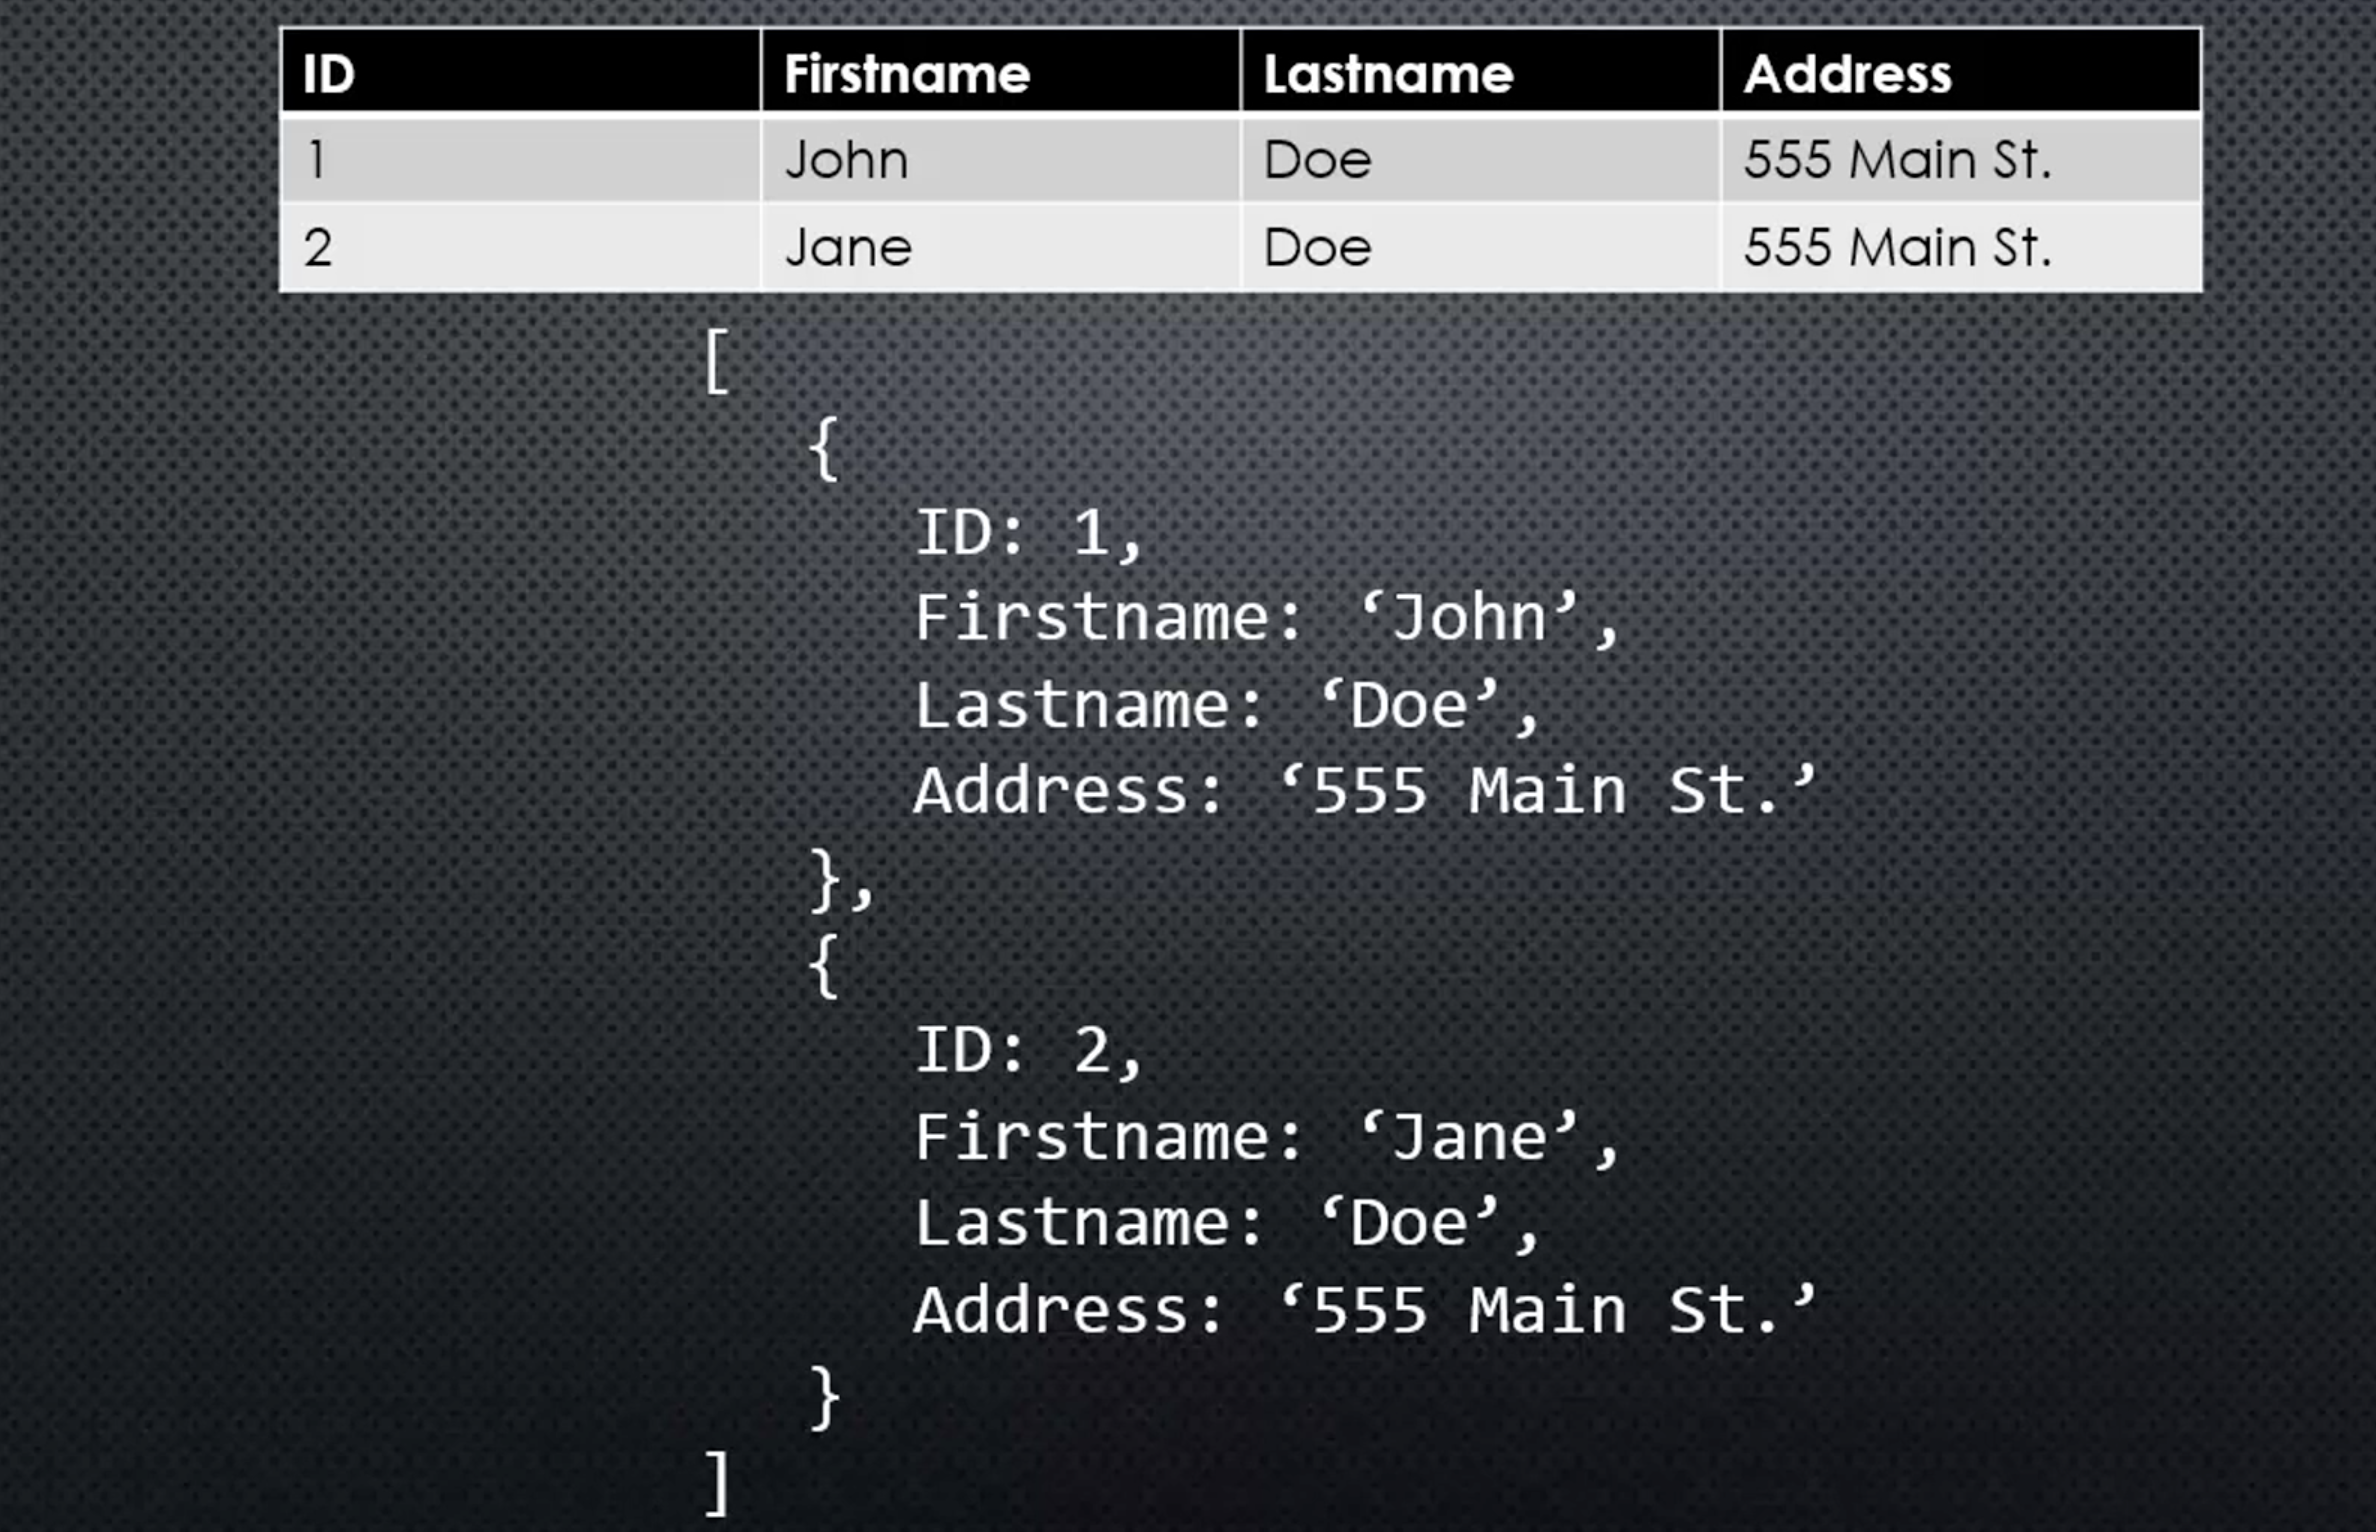 ID Firstname Lastname Address
1 John Doe 555 Main St.
2 Jane Doe 555 Main St.
[
{
ID: 1,
Firstname: ‘John’,
Lastname: ‘Doe’,
Address: ‘555 Main St.’
},
{
ID: 2,
Firstname: ‘Jane’,
Lastname: ‘Doe’,
Address: ‘555 Main St.’
}
]